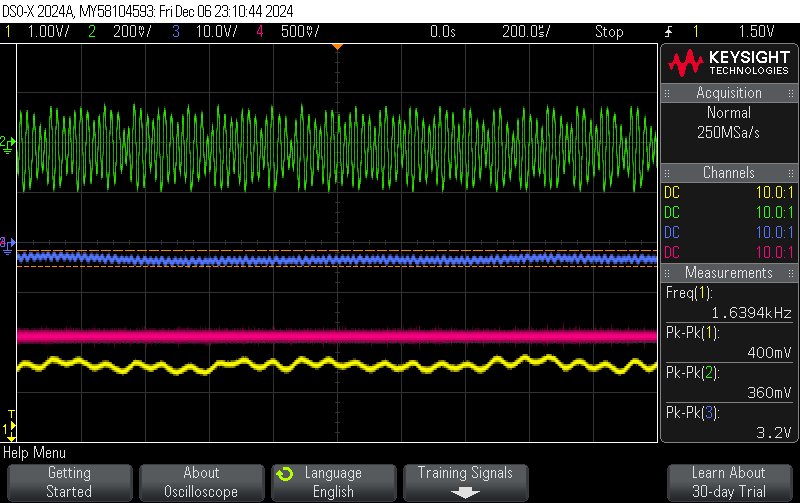 DSO-X 2024A, MY58104593: Fri Dec 06 23:10:44 2024
1 1.00V/ 2 200mV/ 3 10.0V/ 4 500mV/ 0.0s 200.0µs/ Stop 1 1.50V
KEYSIGHT
TECHNOLOGIES
Acquisition
Normal
250MSa/s
Channels
DC 10.0:1
DC 10.0:1
DC 10.0:1
DC 10.0:1
Measurements
Freq(1):
1.6394kHz
Pk-Pk(1):
400mV
Pk-Pk(2):
360mV
Pk-Pk(3):
3.2V
2
3
T
1
Help Menu
Getting
Started
About
Oscilloscope
Language
English
Training Signals
Learn About
30-day Trial